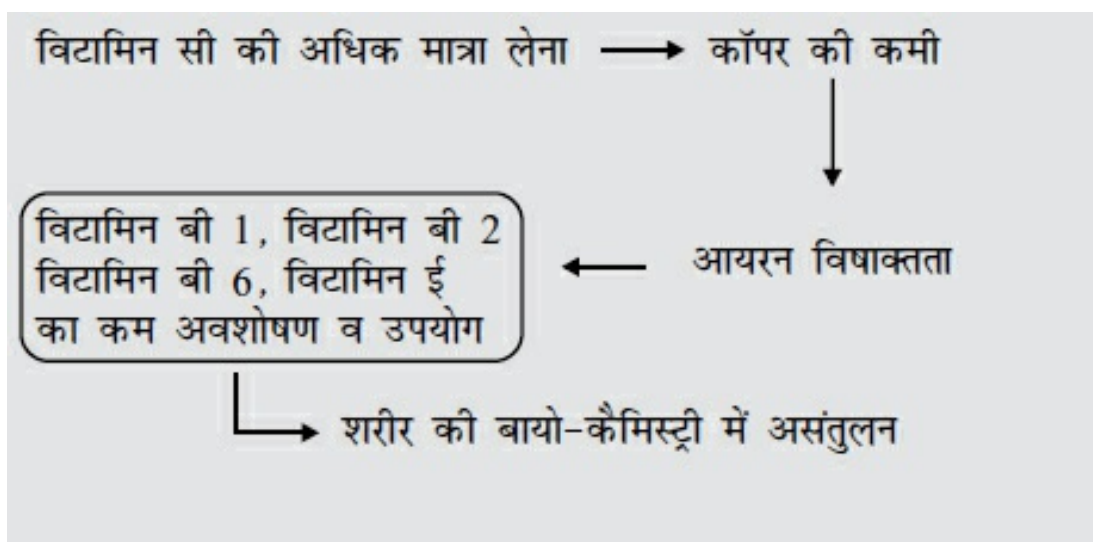 विटामिन सी की अधिक मात्रा लेना → कॉपर की कमी
आयरन विषाक्तता
विटामिन बी 1, विटामिन बी 2
विटामिन बी 6, विटामिन ई
का कम अवशोषण व उपयोग
शरीर की बायो-कैमिस्ट्री में असंतुलन